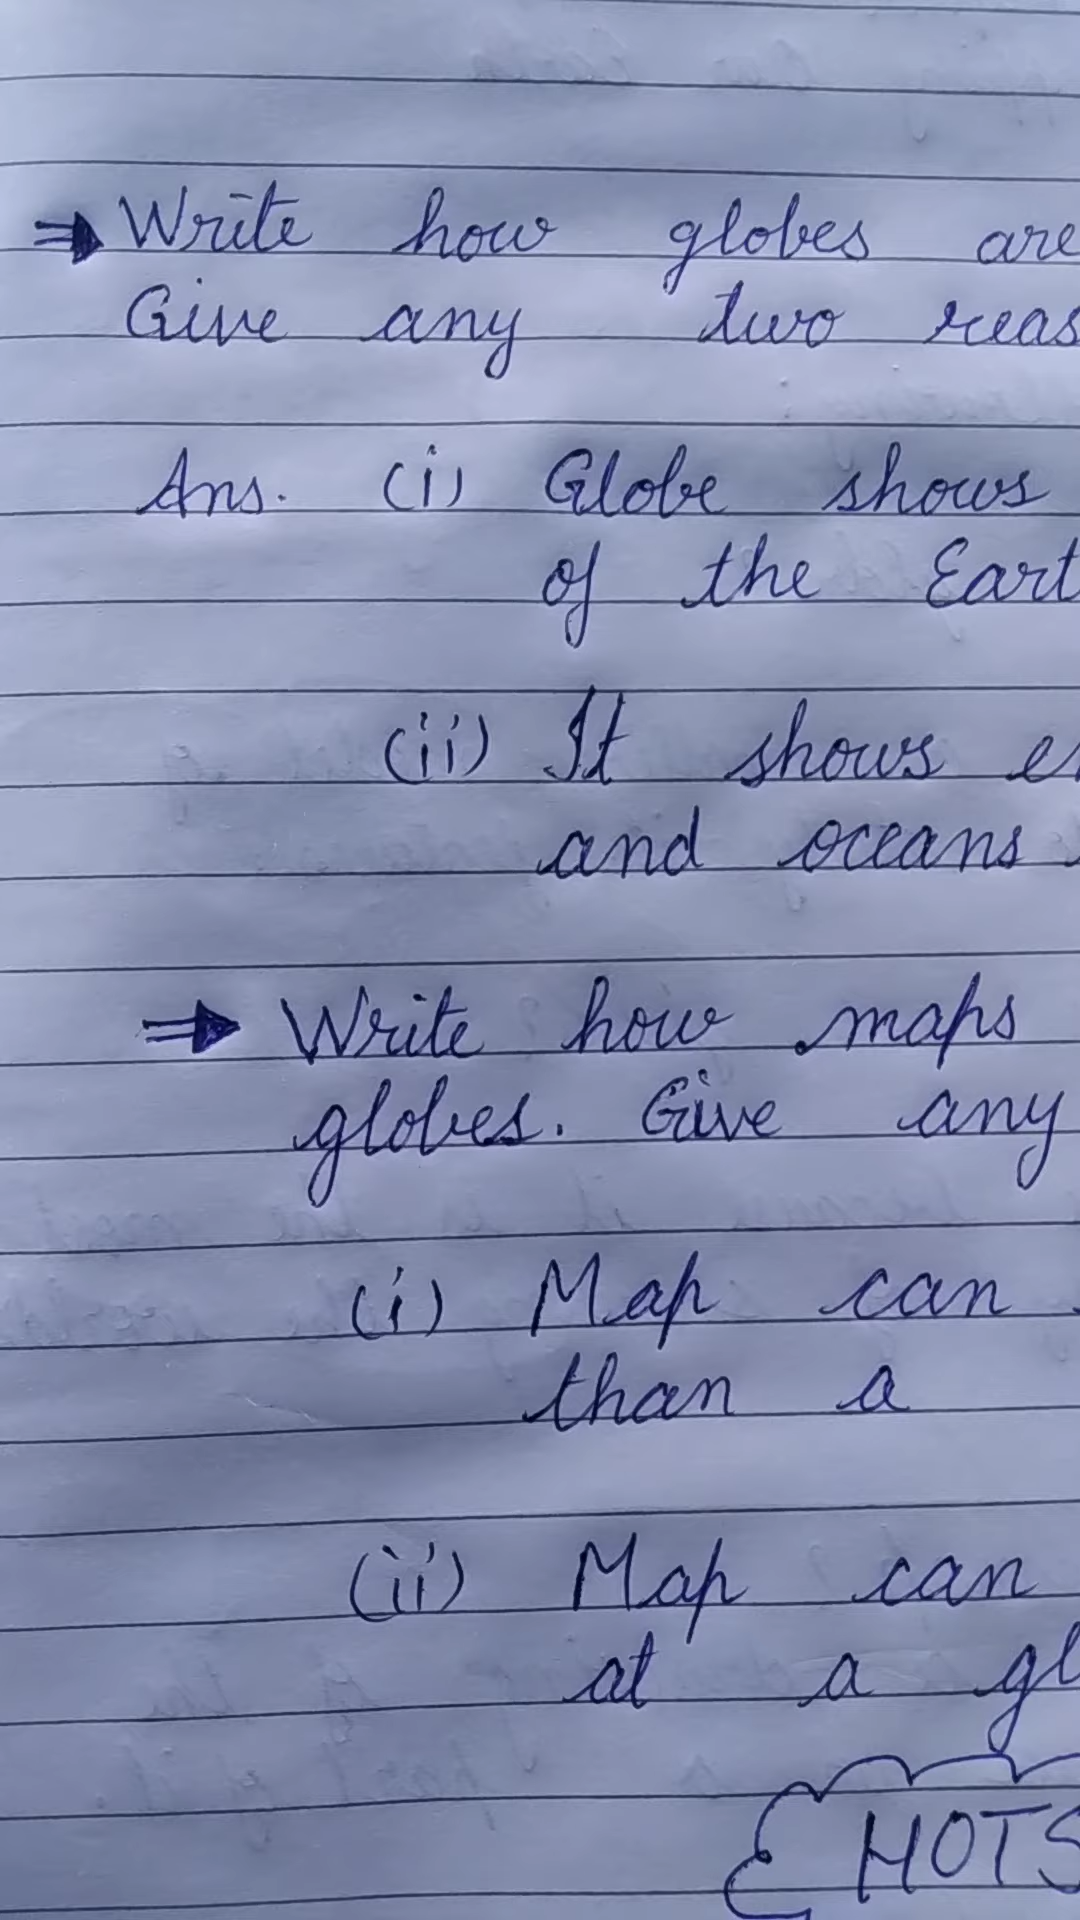 ⇒ Write how globes are
Give any two reas
Ans. (i) Globe shows
of the Eart
(ii) It shows e
and oceans
⇒ Write how maps
globes. Give any
(i) Map can
than a
(ii) Map can
at a gl
HOTS